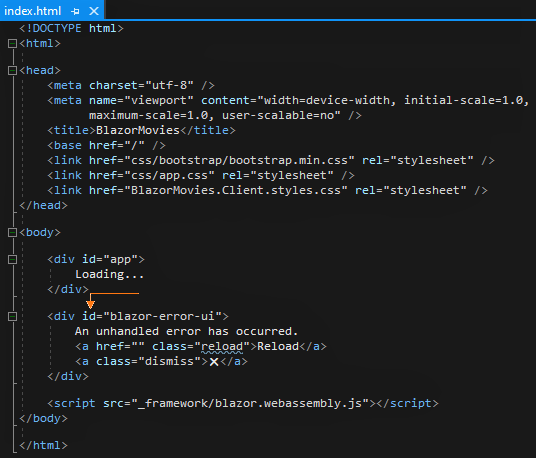 index.html
<!DOCTYPE html>
<html>
<head>
<meta charset="utf-8" />
<meta name="viewport" content="width=device-width, initial-scale=1.0,
maximum-scale=1.0, user-scalable=no" />
<title>BlazorMovies</title>
<base href="/" />
<link href="css/bootstrap/bootstrap.min.css" rel="stylesheet" />
<link href="css/app.css" rel="stylesheet" />
<link href="BlazorMovies.Client.styles.css" rel="stylesheet" />
</head>
<body>
<div id="app">
Loading...
</div>
<div id="blazor-error-ui">
An unhandled error has occurred.
<a href="" class="reload">Reload</a>
<a class="dismiss">🗙</a>
</div>
<script src="_framework/blazor.webassembly.js"></script>
</body>
</html>